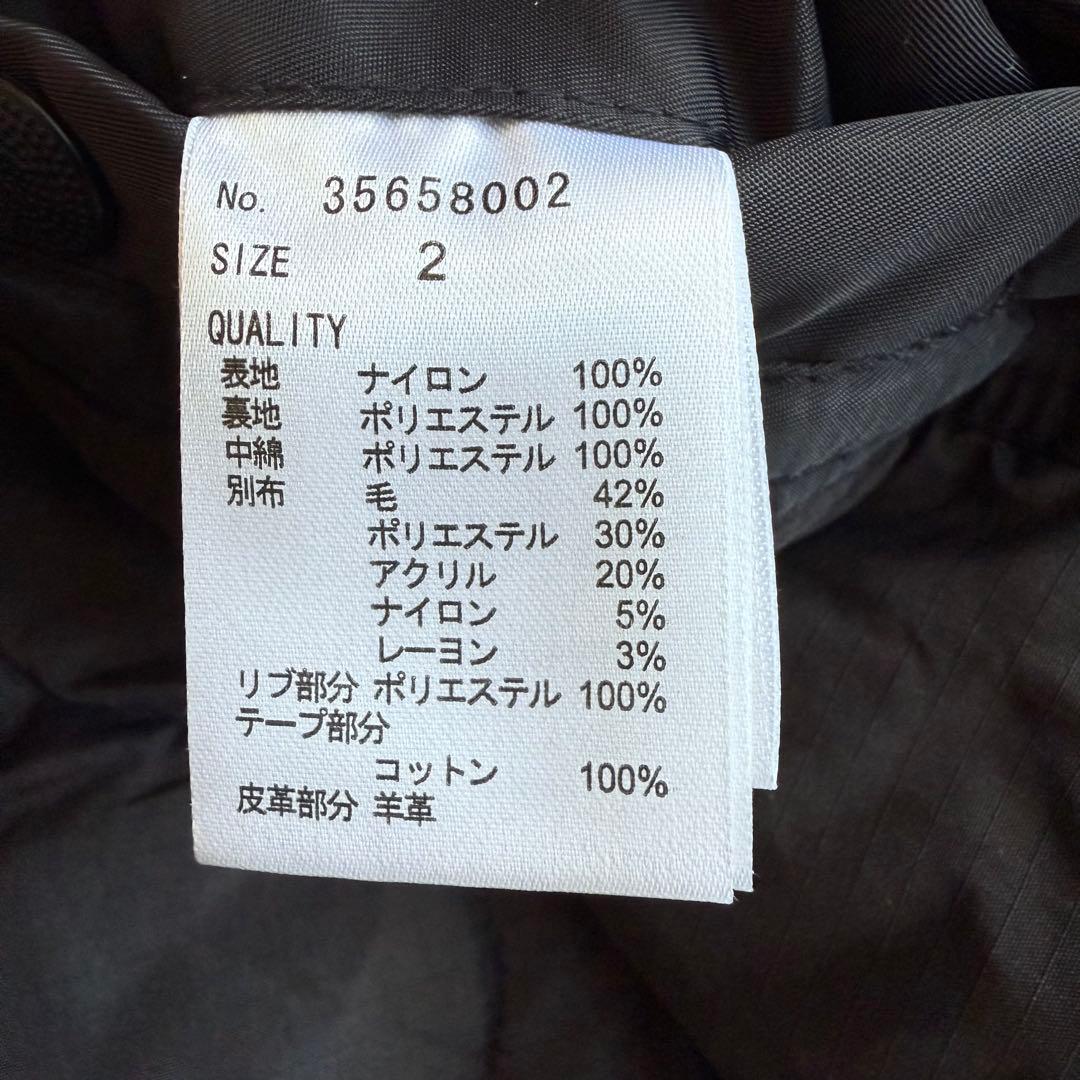 No. 35658002
SIZE 2
QUALITY
表地 ナイロン 100%
裏地 ポリエステル 100%
中綿 ポリエステル 100%
別布 毛 42%
ポリエステル 30%
アクリル 20%
ナイロン 5%
レーヨン 3%
リブ部分 ポリエステル 100%
テープ部分
コットン 100%
皮革部分 羊革